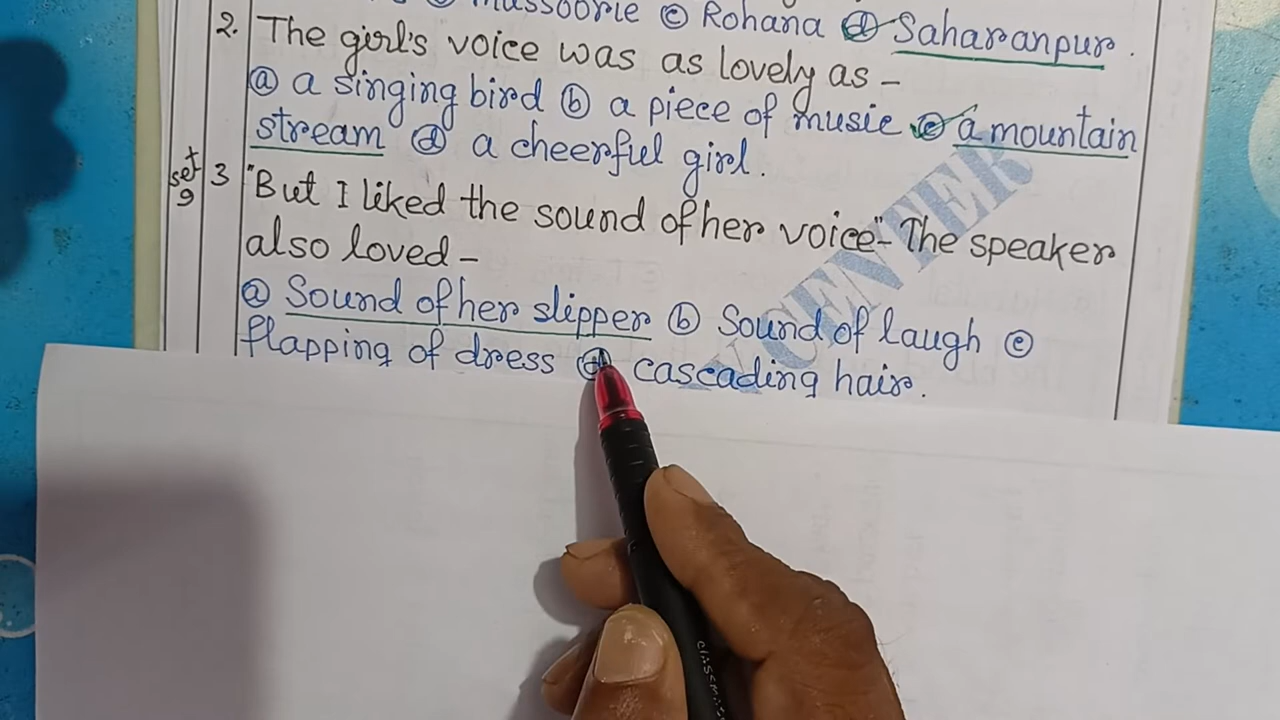 Mussoorie ⓒ Rohana ⓓ Saharanpur.
2. The girl's voice was as lovely as –
ⓐ a singing bird ⓑ a piece of music ⓒ a mountain
stream ⓓ a cheerful girl.
set 9 3 "But I liked the sound of her voice" – The speaker
also loved –
ⓐ Sound of her slipper ⓑ Sound of laugh ⓒ
flapping of dress ⓓ cascading hair.
CENTER